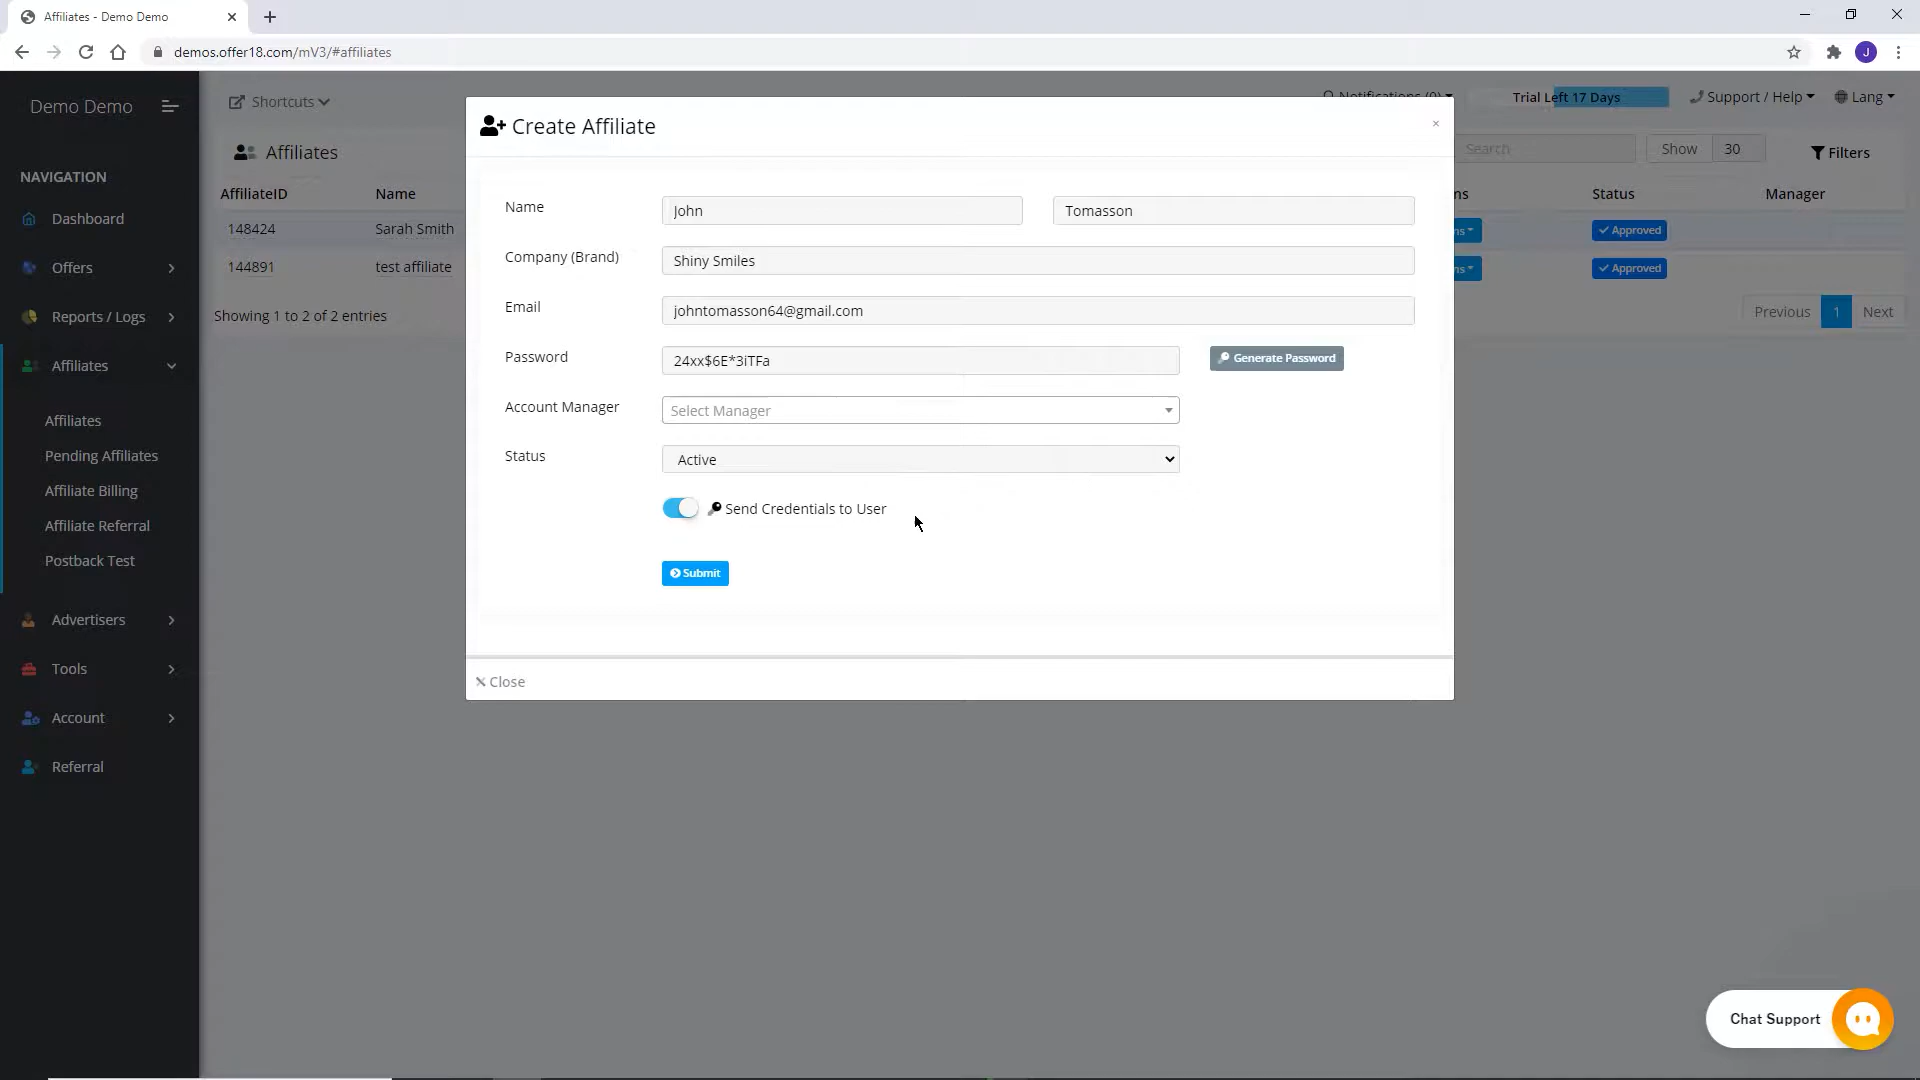 Affiliates - Demo Demo
demos.offer18.com/mV3/#affiliates
J
Demo Demo
Shortcuts
Trial Left 17 Days
Support / Help
Lang
Create Affiliate
×
Affiliates
Search
Show
30
Filters
NAVIGATION
AffiliateID
Name
Status
Manager
Dashboard
148424
Sarah Smith
Approved
Offers
144891
test affiliate
Approved
Reports / Logs
Showing 1 to 2 of 2 entries
Previous
1
Next
Affiliates
Affiliates
Pending Affiliates
Affiliate Billing
Affiliate Referral
Postback Test
Advertisers
Tools
Account
Referral
Name
John
Tomasson
Company (Brand)
Shiny Smiles
Email
johntomasson64@gmail.com
Password
24xx$6E*3iTFa
Generate Password
Account Manager
Select Manager
Status
Active
Send Credentials to User
Submit
Close
Chat Support